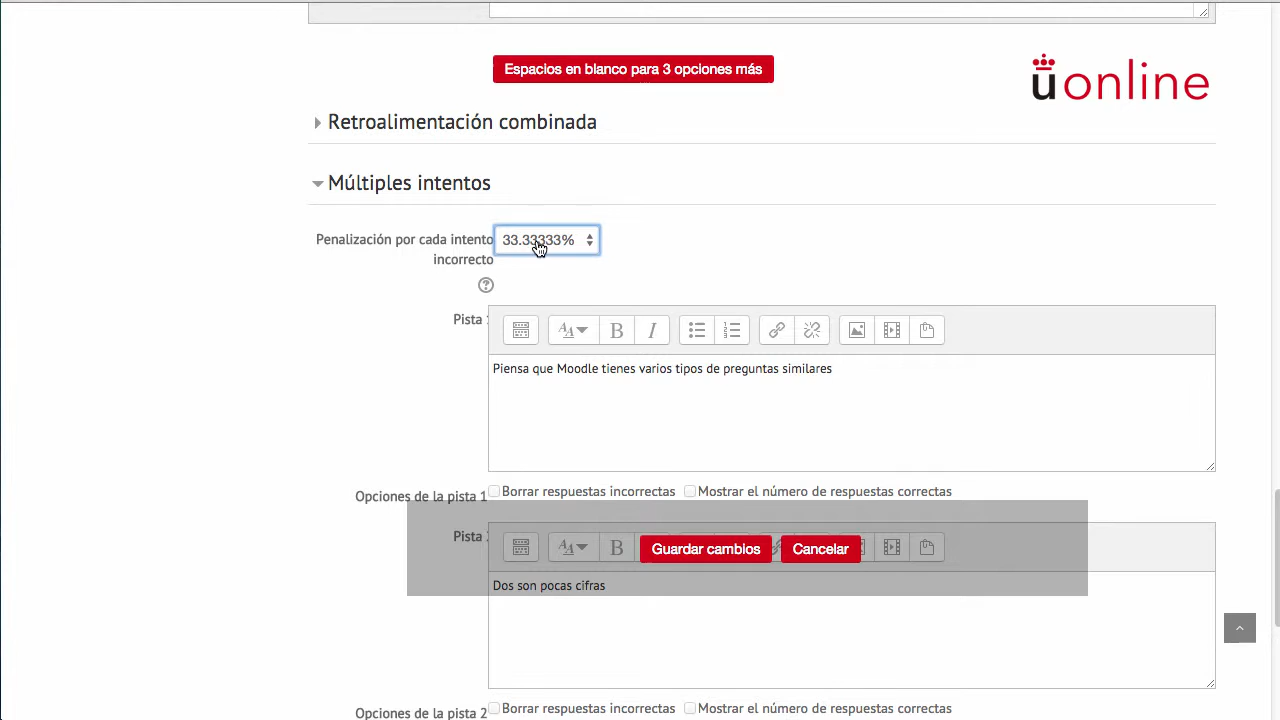 Espacios en blanco para 3 opciones más
uonline
Retroalimentación combinada
Múltiples intentos
Penalización por cada intento
incorrecto
33.33333%
?
Pista
B I
Piensa que Moodle tienes varios tipos de preguntas similares
Opciones de la pista 1
Borrar respuestas incorrectas
Mostrar el número de respuestas correctas
Pista
B
Guardar cambios
Cancelar
Dos son pocas cifras
Opciones de la pista 2
Borrar respuestas incorrectas
Mostrar el número de respuestas correctas